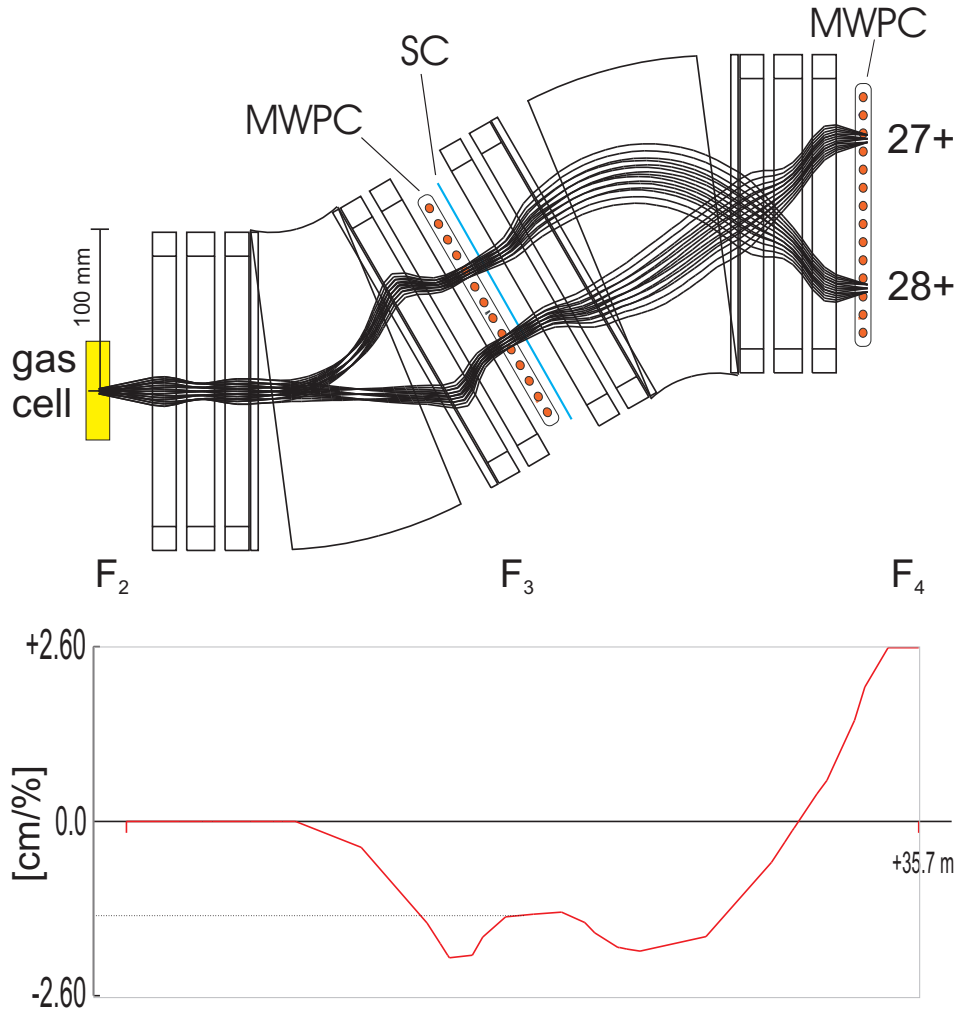 MWPC
SC
MWPC
27+
100 mm
28+
gas
cell
F2
F3
F4
+2.60
0.0
[cm/%]
+35.7 m
-2.60